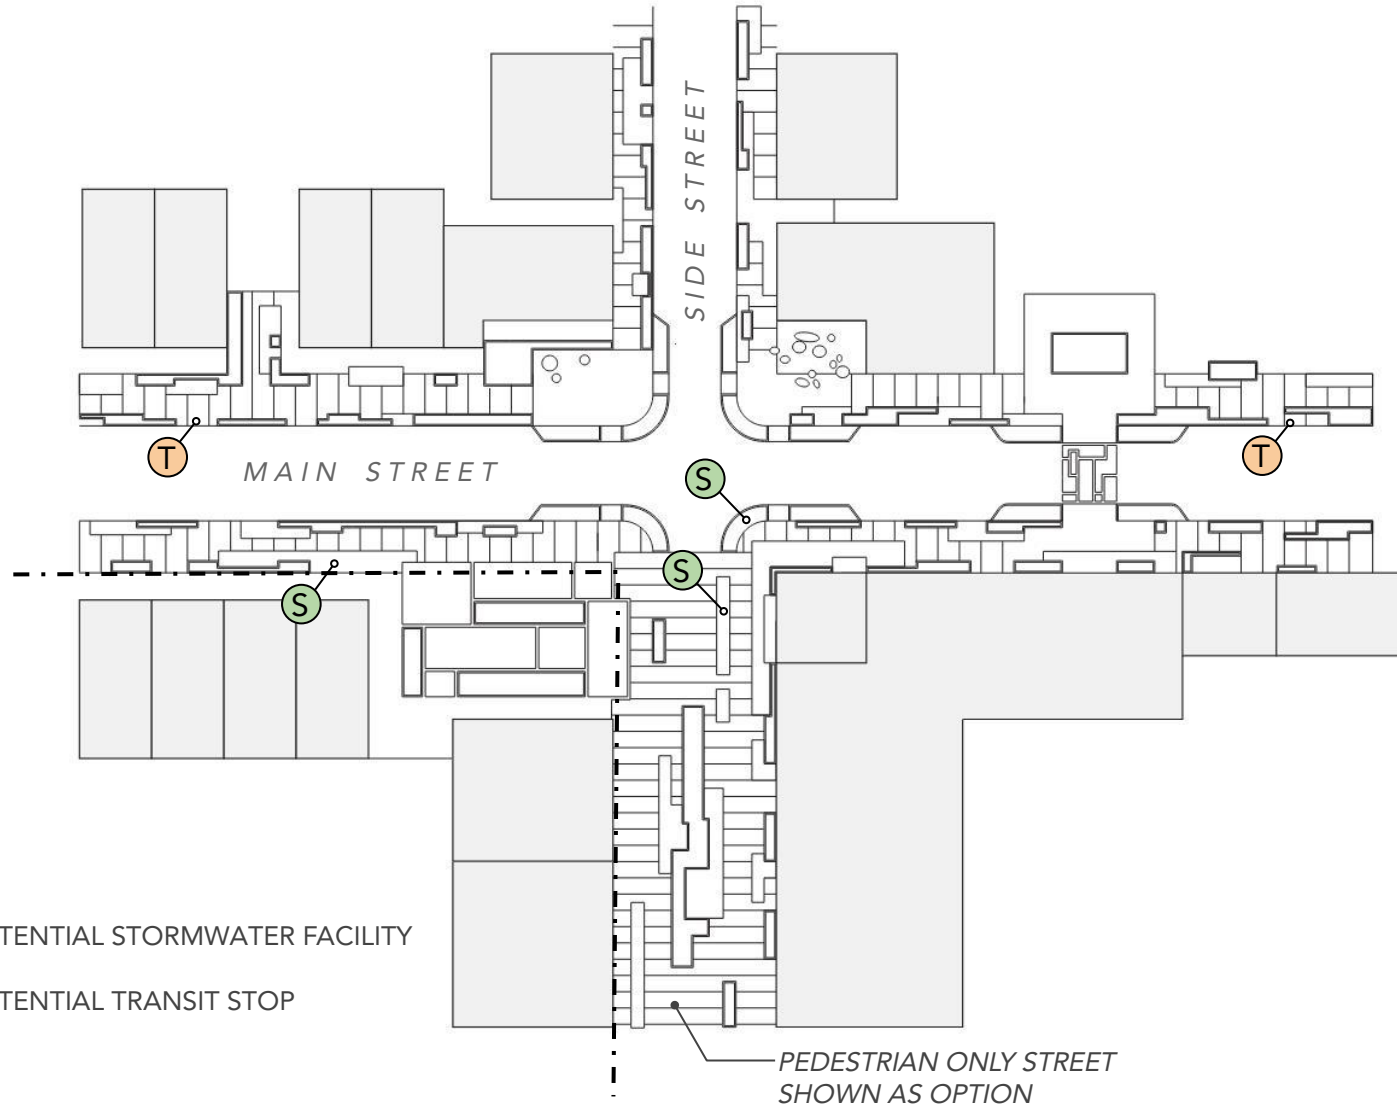 SIDE STREET
T
MAIN STREET
S
T
S
S
TENTIAL STORMWATER FACILITY
TENTIAL TRANSIT STOP
PEDESTRIAN ONLY STREET
SHOWN AS OPTION